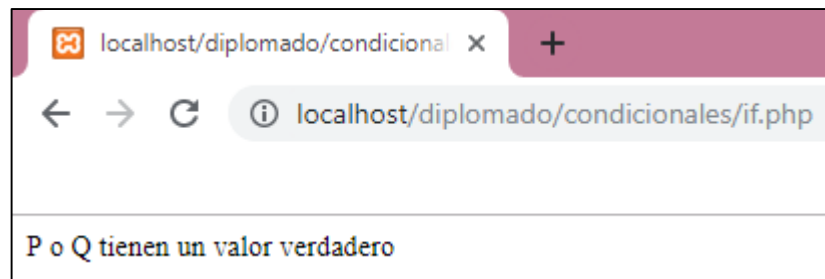 localhost/diplomado/condicional
localhost/diplomado/condicionales/if.php
P o Q tienen un valor verdadero